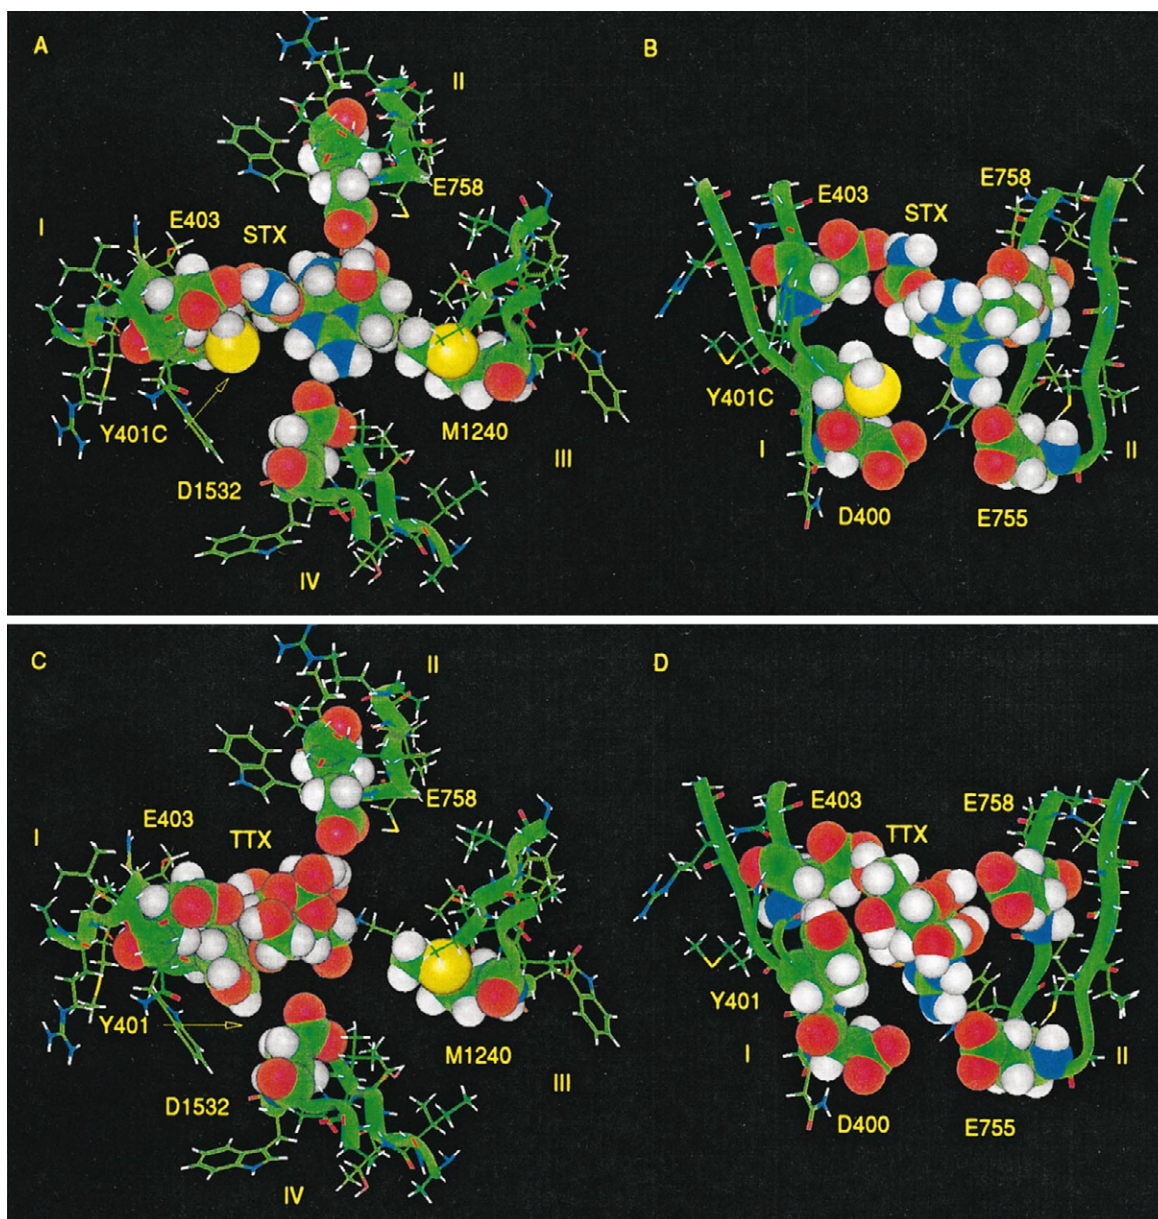 A
II
E758
I
E403
STX
Y401C
M1240
III
D1532
IV
B
E758
E403
STX
Y401C
I
II
D400
E755
C
II
E758
I
E403
TTX
Y401
M1240
III
D1532
IV
D
E403
E758
TTX
Y401
I
II
D400
E755